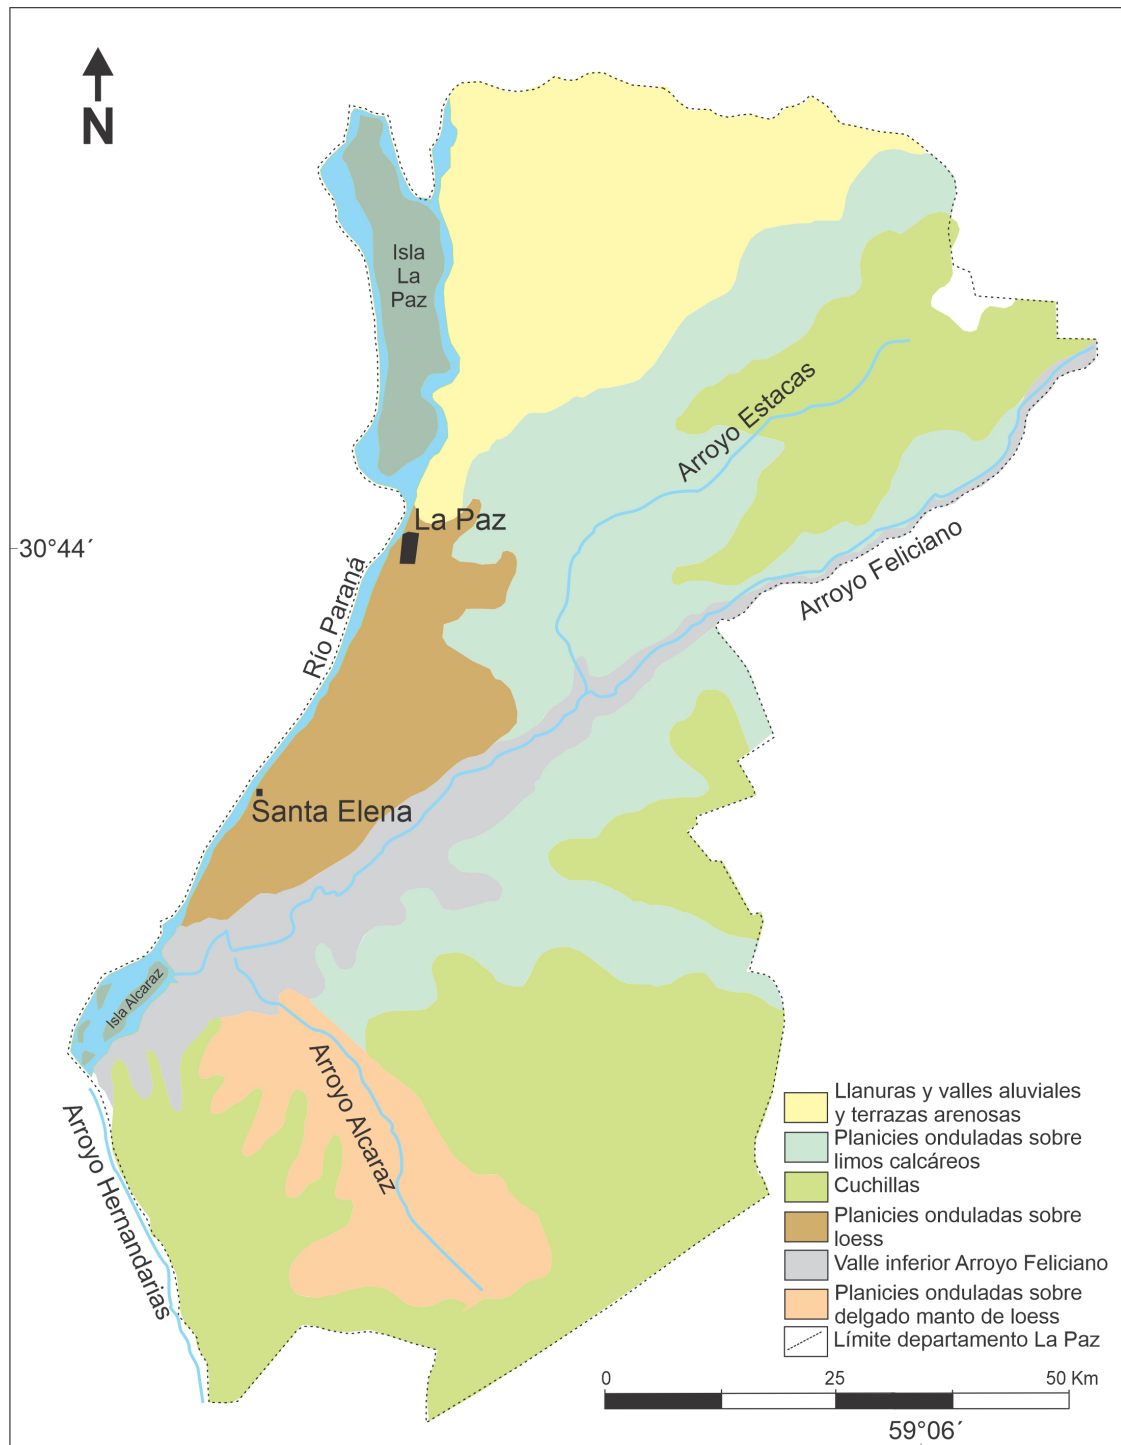 N
Isla
La
Paz
La Paz
30°44´
Río Paraná
Arroyo Estacas
Arroyo Feliciano
Santa Elena
Isla Alcaraz
Arroyo Alcaraz
Arroyo Hernandarias
Llanuras y valles aluviales
y terrazas arenosas
Planicies onduladas sobre
limos calcáreos
Cuchillas
Planicies onduladas sobre
loess
Valle inferior Arroyo Feliciano
Planicies onduladas sobre
delgado manto de loess
Límite departamento La Paz
0 25 50 Km
59°06´